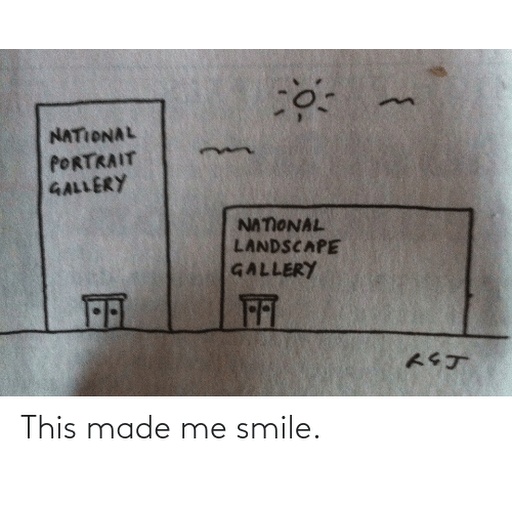 NATIONAL
PORTRAIT
GALLERY
NATIONAL
LANDSCAPE
GALLERY
This made me smile.